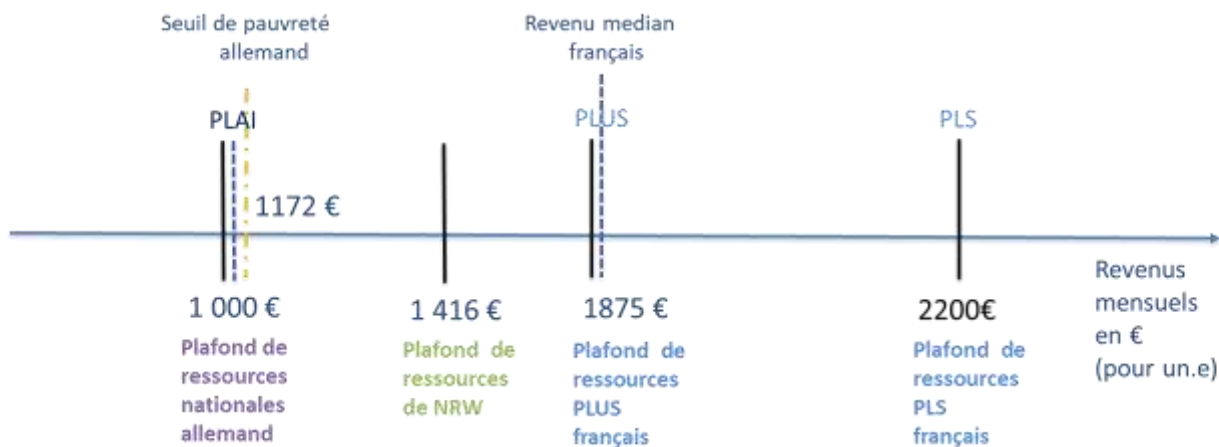 Seuil de pauvreté
allemand
Revenu median
français
PLAI
PLUS
PLS
1172 €
1 000 €
Plafond de
ressources
nationales
allemand
1 416 €
Plafond de
ressources
de NRW
1875 €
Plafond de
ressources
PLUS
français
2200€
Plafond de
ressources
PLS
français
Revenus
mensuels
en €
(pour un.e)